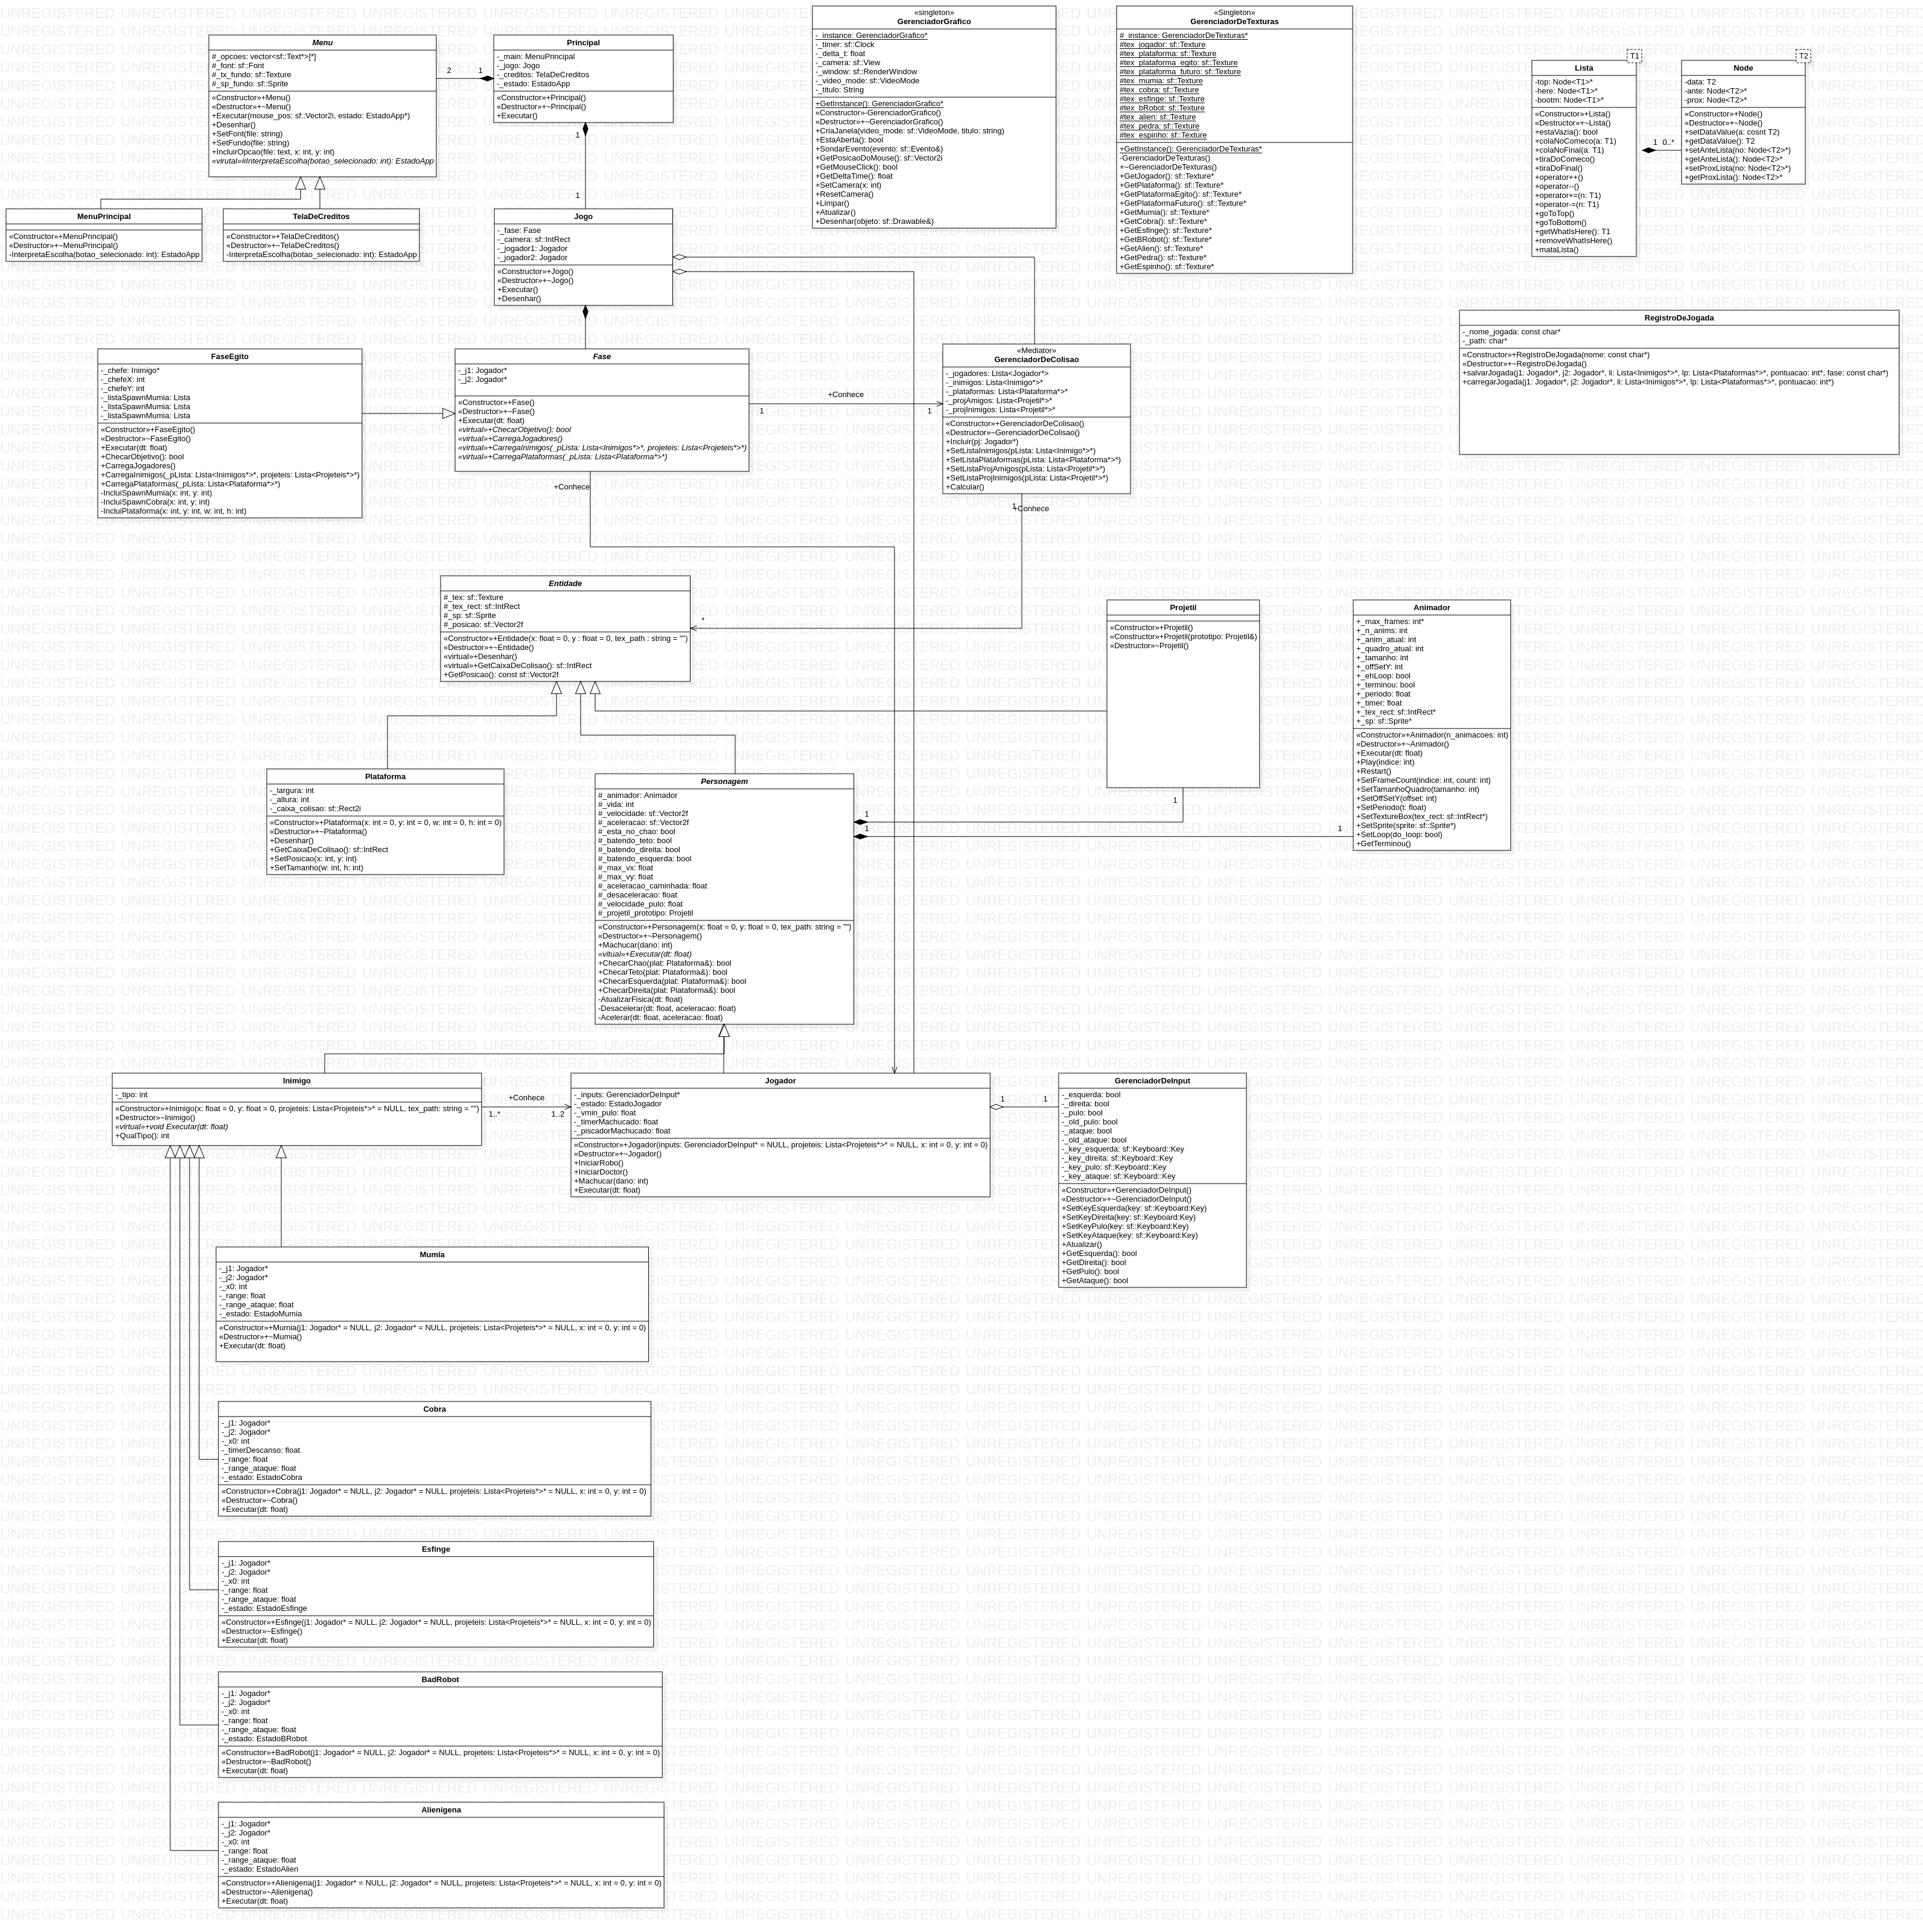 «singleton»
GerenciadorGrafico
-_instance: GerenciadorGrafico*
-_timer: sf::Clock
-_delta_t: float
-_camera: sf::View
-_window: sf::RenderWindow
-_video_mode: sf::VideoMode
-_titulo: String
+GetInstance(): GerenciadorGrafico*
«Constructor»-GerenciadorGrafico()
«Destructor»+~GerenciadorGrafico()
+CriaJanela(video_mode: sf::VideoMode, titulo: string)
+EstaAberta(): bool
+SondarEvento(evento: sf::Event&)
+GetPosicaoDoMouse(): sf::Vector2i
+GetMouseClick(): bool
+GetDeltaTime(): float
+SetCamera(x: int)
+ResetCamera()
+Limpar()
+Atualizar()
+Desenhar(objeto: sf::Drawable&)
«Singleton»
GerenciadorDeTexturas
#_instance: GerenciadorDeTexturas*
#tex_jogador: sf::Texture
#tex_plataforma: sf::Texture
#tex_plataforma_egito: sf::Texture
#tex_plataforma_futuro: sf::Texture
#tex_mumia: sf::Texture
#tex_cobra: sf::Texture
#tex_esfinge: sf::Texture
#tex_bRobot: sf::Texture
#tex_alien: sf::Texture
#tex_pedra: sf::Texture
#tex_espinho: sf::Texture
+GetInstance(): GerenciadorDeTexturas*
-GerenciadorDeTexturas()
+~GerenciadorDeTexturas()
+GetJogador(): sf::Texture*
+GetPlataforma(): sf::Texture*
+GetPlataformaEgito(): sf::Texture*
+GetPlataformaFuturo(): sf::Texture*
+GetMumia(): sf::Texture*
+GetCobra(): sf::Texture*
+GetEsfinge(): sf::Texture*
+GetBRobot(): sf::Texture*
+GetAlien(): sf::Texture*
+GetPedra(): sf::Texture*
+GetEspinho(): sf::Texture*
Menu
#_opcoes: vector<sf::Text*>[*]
#_font: sf::Font
#_tx_fundo: sf::Texture
#_sp_fundo: sf::Sprite
«Constructor»+Menu()
«Destructor»+~Menu()
+Executar(mouse_pos: sf::Vector2i, estado: EstadoApp*)
+Desenhar()
+SetFont(file: string)
+SetFundo(file: string)
+IncluirOpcao(file: text, x: int, y: int)
«virutal»#InterpretaEscolha(botao_selecionado: int): EstadoApp
2
1
Principal
-_main: MenuPrincipal
-_jogo: Jogo
-_creditos: TelaDeCreditos
-_estado: EstadoApp
«Constructor»+Principal()
«Destructor»+~Principal()
+Executar()
1
1
T1
Lista
-top: Node<T1>*
-here: Node<T1>*
-bootm: Node<T1>*
«Constructor»+Lista()
«Destructor»+~Lista()
+estaVazia(): bool
+colaNoComeco(a: T1)
+colaNoFinal(a: T1)
+tiraDoComeco()
+tiraDoFinal()
+operator++()
+operator--()
+operator+=(n: T1)
+operator-=(n: T1)
+goToTop()
+goToBottom()
+getWhatIsHere(): T1
+removeWhatIsHere()
+mataLista()
1
0..*
T2
Node
-data: T2
-ante: Node<T2>*
-prox: Node<T2>*
«Constructor»+Node()
«Destructor»+~Node()
+setDataValue(a: cosnt T2)
+getDataValue(): T2
+setAnteLista(no: Node<T2>*)
+getAnteLista(): Node<T2>*
+setProxLista(no: Node<T2>*)
+getProxLista(): Node<T2>*
MenuPrincipal
«Constructor»+MenuPrincipal()
«Destructor»+~MenuPrincipal()
-InterpretaEscolha(botao_selecionado: int): EstadoApp
TelaDeCreditos
«Constructor»+TelaDeCreditos()
«Destructor»+~TelaDeCreditos()
-InterpretaEscolha(botao_selecionado: int): EstadoApp
Jogo
-_fase: Fase
-_camera: sf::IntRect
-_jogador1: Jogador
-_jogador2: Jogador
«Constructor»+Jogo()
«Destructor»+~Jogo()
+Executar()
+Desenhar()
RegistroDeJogada
-_nome_jogada: const char*
-_path: char*
«Constructor»+RegistroDeJogada(nome: const char*)
«Destructor»+~RegistroDeJogada()
+salvarJogada(j1: Jogador*, j2: Jogador*, li: Lista<Inimigos*>*, lp: Lista<Plataformas*>*, pontuacao: int*, fase: const char*)
+carregarJogada(j1: Jogador*, j2: Jogador*, li: Lista<Inimigos*>*, lp: Lista<Plataformas*>*, pontuacao: int*)
FaseEgito
-_chefe: Inimigo*
-_chefeX: int
-_chefeY: int
-_listaSpawnMumia: Lista
-_listaSpawnMumia: Lista
-_listaSpawnMumia: Lista
«Constructor»+FaseEgito()
«Destructor»~FaseEgito()
+Executar(dt: float)
+ChecarObjetivo(): bool
+CarregaJogadores()
+CarregaInimigos(_pLista: Lista<Inimigos*>*, projeteis: Lista<Projeteis*>*)
+CarregaPlataformas(_pLista: Lista<Plataforma*>*)
-IncluiSpawnMumia(x: int, y: int)
-IncluiSpawnCobra(x: int, y: int)
-IncluiPlataforma(x: int, y: int, w: int, h: int)
Fase
-_j1: Jogador*
-_j2: Jogador*
«Constructor»+Fase()
«Destructor»+~Fase()
+Executar(dt: float)
«virtual»+ChecarObjetivo(): bool
«virtual»+CarregaJogadores()
«virtual»+CarregaInimigos(_pLista: Lista<Inimigos*>*, projeteis: Lista<Projeteis*>*)
«virtual»+CarregaPlataformas(_pLista: Lista<Plataforma*>*)
+Conhece
1
1
«Mediator»
GerenciadorDeColisao
-_jogadores: Lista<Jogador*>
-_inimigos: Lista<Inimigo*>*
-_plataformas: Lista<Plataforma*>*
-_projAmigos: Lista<Projetil*>*
-_projInimigos: Lista<Projetil*>*
«Constructor»+GerenciadorDeColisao()
«Destructor»~GerenciadorDeColisao()
+Incluir(pj: Jogador*)
+SetListaInimigos(pLista: Lista<Inimigo*>*)
+SetListaPlataformas(pLista: Lista<Plataforma*>*)
+SetListaProjAmigos(pLista: Lista<Projetil*>*)
+SetListaProjInimigos(pLista: Lista<Projetil*>*)
+Calcular()
+Conhece
1
+Conhece
*
Entidade
#_tex: sf::Texture
#_tex_rect: sf::IntRect
#_sp: sf::Sprite
#_posicao: sf::Vector2f
«Constructor»+Entidade(x: float = 0, y : float = 0, tex_path : string = "")
«Destructor»+~Entidade()
«virtual»+Desenhar()
«virtual»+GetCaixaDeColisao(): sf::IntRect
+GetPosicao(): const sf::Vector2f
Projetil
«Constructor»+Projetil()
«Constructor»+Projetil(prototipo: Projetil&)
«Destructor»~Projetil()
1
Animador
+_max_frames: int*
+_n_anims: int
+_anim_atual: int
+_quadro_atual: int
+_tamanho: int
+_offSetY: int
+_ehLoop: bool
+_terminou: bool
+_periodo: float
+_timer: float
+_tex_rect: sf::IntRect*
+_sp: sf::Sprite*
«Constructor»+Animador(n_animacoes: int)
«Destructor»+~Animador()
+Executar(dt: float)
+Play(indice: int)
+Restart()
+SetFrameCount(indice: int, count: int)
+SetTamanhoQuadro(tamanho: int)
+SetOffSetY(offset: int)
+SetPeriodo(t: float)
+SetTextureBox(tex_rect: sf::IntRect*)
+SetSprite(sprite: sf::Sprite*)
+SetLoop(do_loop: bool)
+GetTerminou()
Plataforma
-_largura: int
-_altura: int
-_caixa_colisao: sf::Rect2i
«Constructor»+Plataforma(x: int = 0, y: int = 0, w: int = 0, h: int = 0)
«Destructor»+~Plataforma()
+Desenhar()
+GetCaixaDeColisao(): sf::IntRect
+SetPosicao(x: int, y: int)
+SetTamanho(w: int, h: int)
Personagem
#_animador: Animador
#_vida: int
#_velocidade: sf::Vector2f
#_aceleracao: sf::Vector2f
#_esta_no_chao: bool
#_batendo_teto: bool
#_batendo_direita: bool
#_batendo_esquerda: bool
#_max_vx: float
#_max_vy: float
#_aceleracao_caminhada: float
#_desaceleracao: float
#_velocidade_pulo: float
#_projetil_prototipo: Projetil
«Constructor»+Personagem(x: float = 0, y: float = 0, tex_path: string = "")
«Destructor»+~Personagem()
+Machucar(dano: int)
«vitual»+Executar(dt: float)
+ChecarChao(plat: Plataforma&): bool
+ChecarTeto(plat: Plataforma&): bool
+ChecarEsquerda(plat: Plataforma&): bool
+ChecarDireita(plat: Plataforma&): bool
-AtualizarFisica(dt: float)
-Desacelerar(dt: float, aceleracao: float)
-Acelerar(dt: float, aceleracao: float)
1
1
1
Inimigo
-_tipo: int
«Constructor»+Inimigo(x: float = 0, y: float = 0, projeteis: Lista<Projeteis*>* = NULL, tex_path: string = "")
«Destructor»~Inimigo()
«virtual»+void Executar(dt: float)
+QualTipo(): int
+Conhece
1..*
1..2
Jogador
-_inputs: GerenciadorDeInput*
-_estado: EstadoJogador
-_vmin_pulo: float
-_timerMachucado: float
-_piscadorMachucado: float
«Constructor»+Jogador(inputs: GerenciadorDeInput* = NULL, projeteis: Lista<Projeteis*>* = NULL, x: int = 0, y: int = 0)
«Destructor»+~Jogador()
+IniciarRobo()
+IniciarDoctor()
+Machucar(dano: int)
+Executar(dt: float)
1
1
GerenciadorDeInput
-_esquerda: bool
-_direita: bool
-_pulo: bool
-_old_pulo: bool
-_ataque: bool
-_old_ataque: bool
-_key_esquerda: sf::Keyboard::Key
-_key_direita: sf::Keyboard::Key
-_key_pulo: sf::Keyboard::Key
-_key_ataque: sf::Keyboard::Key
«Constructor»+GerenciadorDeInput()
«Destructor»+~GerenciadorDeInput()
+SetKeyEsquerda(key: sf::Keyboard:Key)
+SetKeyDireita(key: sf::Keyboard:Key)
+SetKeyPulo(key: sf::Keyboard:Key)
+SetKeyAtaque(key: sf::Keyboard:Key)
+Atualizar()
+GetEsquerda(): bool
+GetDireita(): bool
+GetPulo(): bool
+GetAtaque(): bool
Mumia
-_j1: Jogador*
-_j2: Jogador*
-_x0: int
-_range: float
-_range_ataque: float
-_estado: EstadoMumia
«Constructor»+Mumia(j1: Jogador* = NULL, j2: Jogador* = NULL, projeteis: Lista<Projeteis*>* = NULL, x: int = 0, y: int = 0)
«Destructor»+~Mumia()
+Executar(dt: float)
Cobra
-_j1: Jogador*
-_j2: Jogador*
-_x0: int
-_timerDescanso: float
-_range: float
-_range_ataque: float
-_estado: EstadoCobra
«Constructor»+Cobra(j1: Jogador* = NULL, j2: Jogador* = NULL, projeteis: Lista<Projeteis*>* = NULL, x: int = 0, y: int = 0)
«Destructor»~Cobra()
+Executar(dt: float)
Esfinge
-_j1: Jogador*
-_j2: Jogador*
-_x0: int
-_range: float
-_range_ataque: float
-_estado: EstadoEsfinge
«Constructor»+Esfinge(j1: Jogador* = NULL, j2: Jogador* = NULL, projeteis: Lista<Projeteis*>* = NULL, x: int = 0, y: int = 0)
«Destructor»~Esfinge()
+Executar(dt: float)
BadRobot
-_j1: Jogador*
-_j2: Jogador*
-_x0: int
-_range: float
-_range_ataque: float
-_estado: EstadoBRobot
«Constructor»+BadRobot(j1: Jogador* = NULL, j2: Jogador* = NULL, projeteis: Lista<Projeteis*>* = NULL, x: int = 0, y: int = 0)
«Destructor»~BadRobot()
+Executar(dt: float)
Alienigena
-_j1: Jogador*
-_j2: Jogador*
-_x0: int
-_range: float
-_range_ataque: float
-_estado: EstadoAlien
«Constructor»+Alienigena(j1: Jogador* = NULL, j2: Jogador* = NULL, projeteis: Lista<Projeteis*>* = NULL, x: int = 0, y: int = 0)
«Destructor»~Alienigena()
+Executar(dt: float)
UNREGISTERED